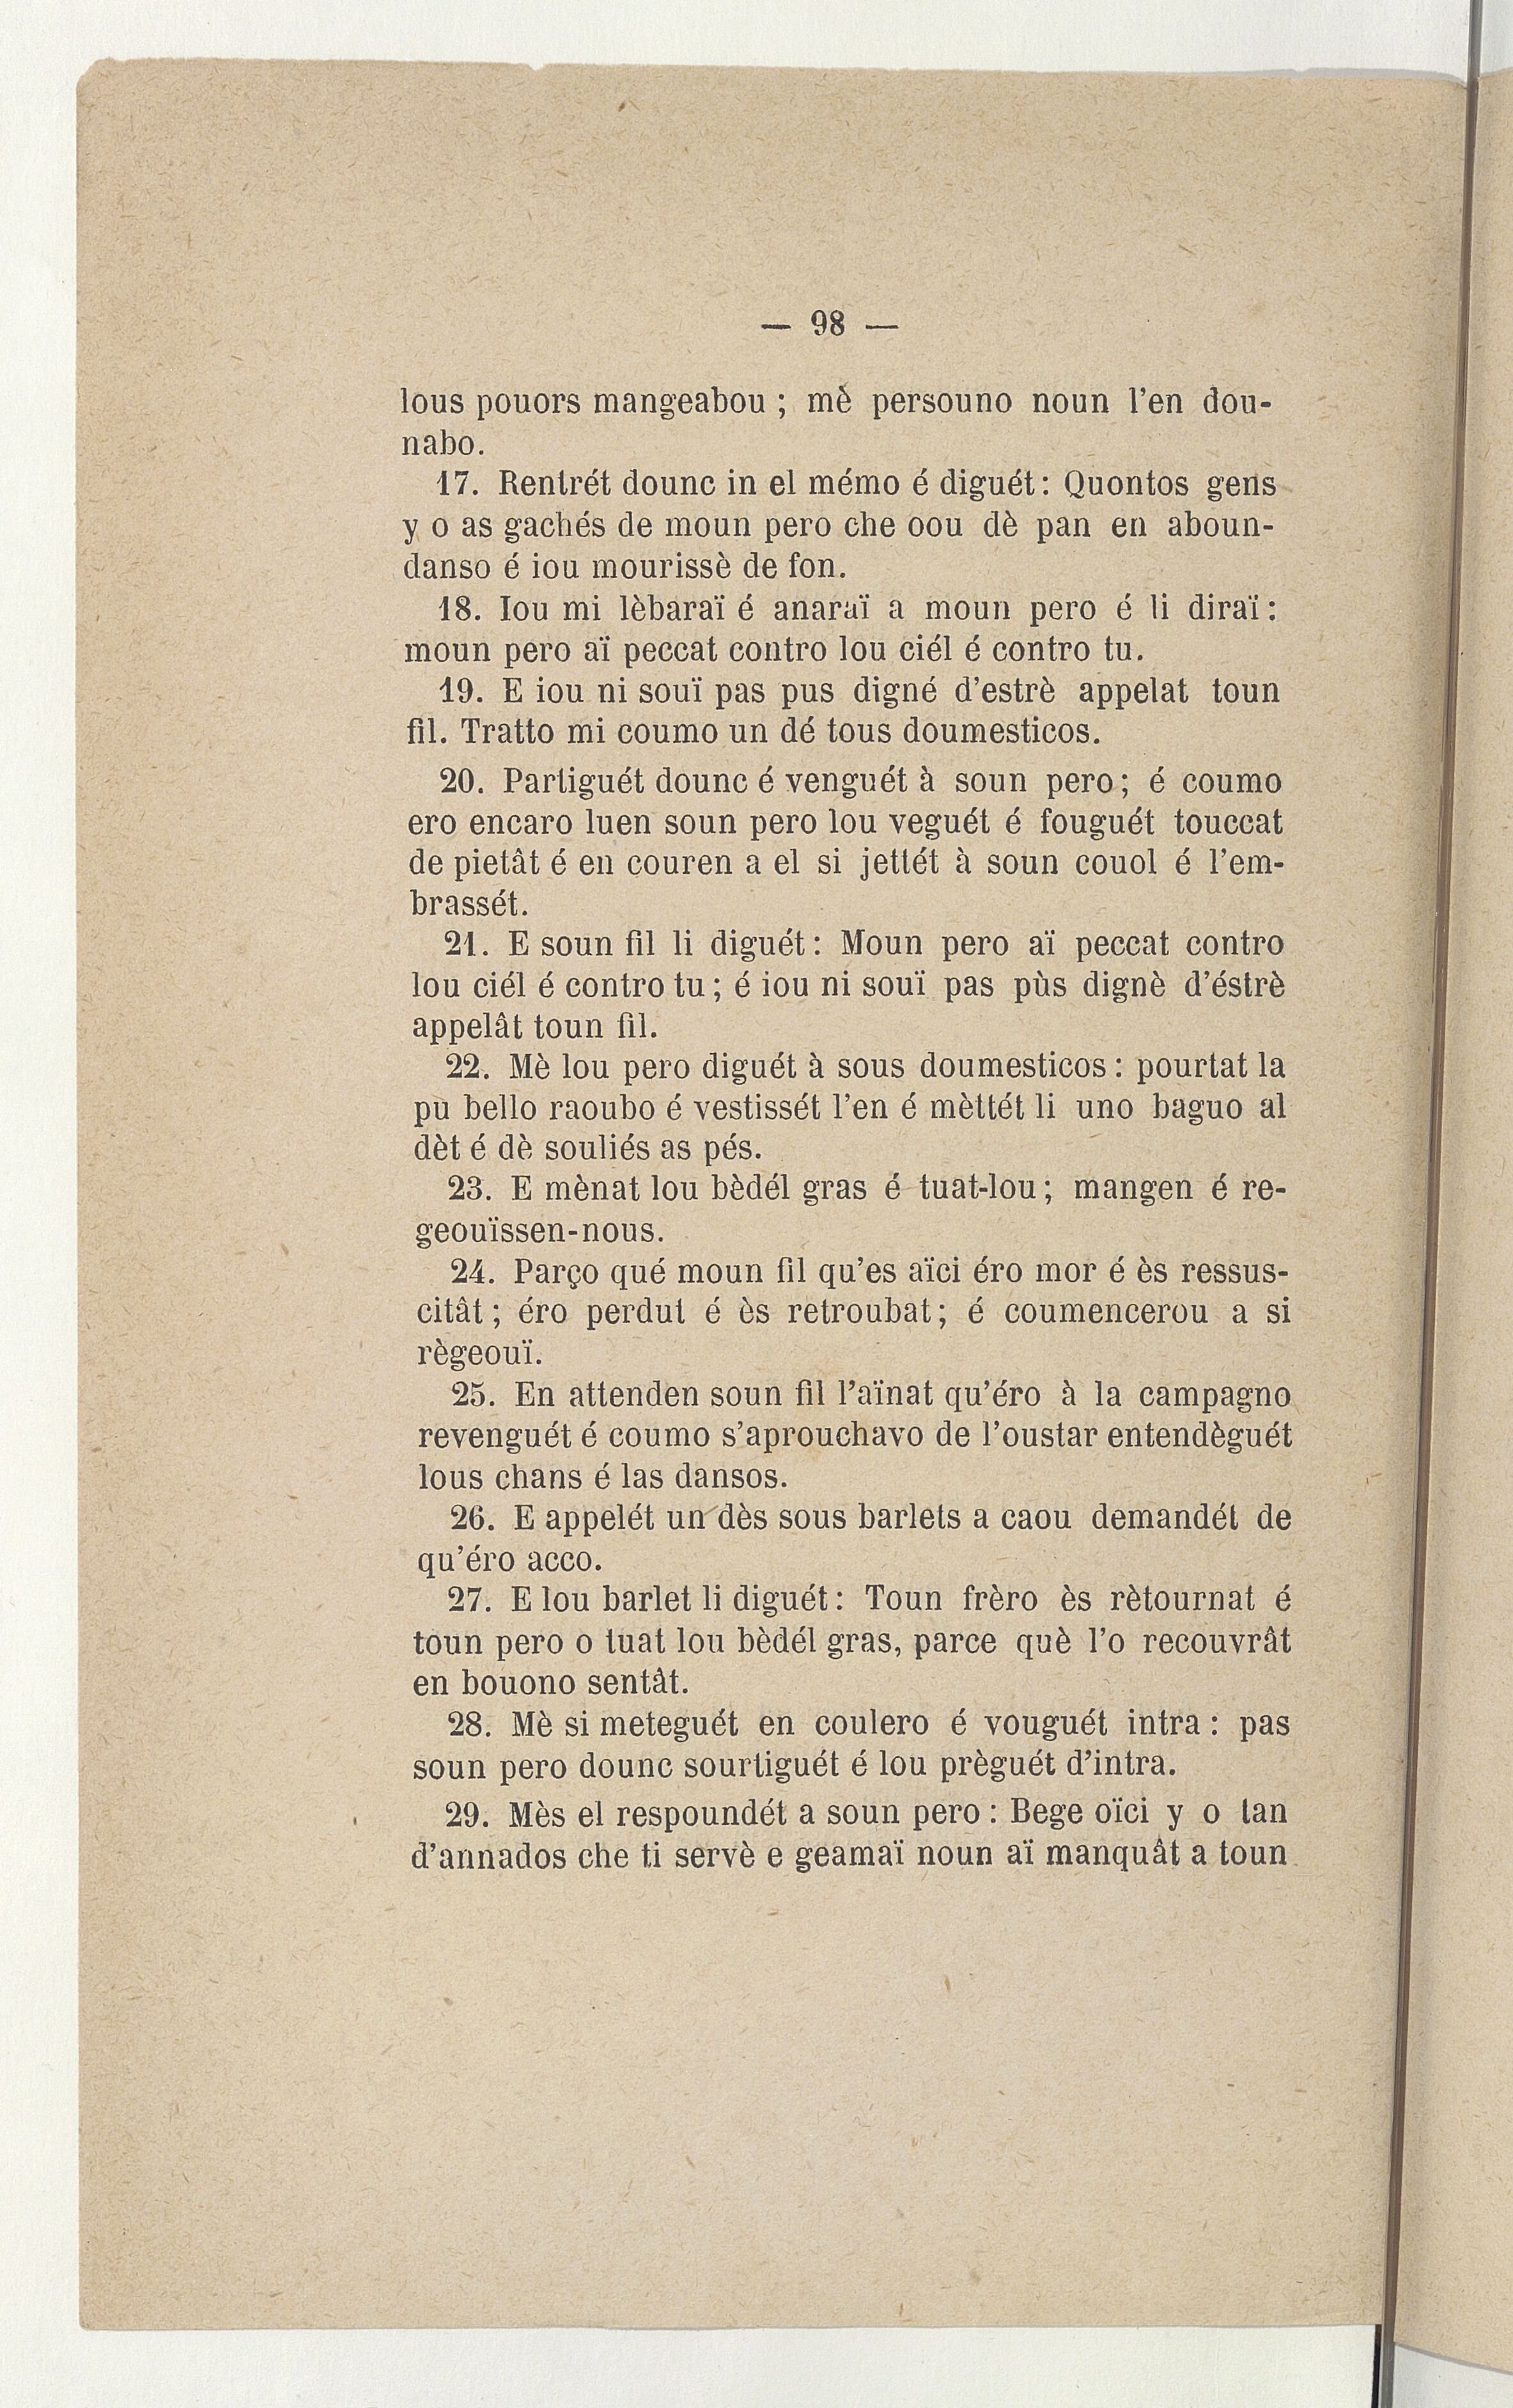 — 98 —
lous pouors mangeabou ; mè persouno noun l'en dou-
nabo.
17. Rentrét dounc in el mémo é diguét : Quontos gens
y o as gachés de moun pero che oou dè pan en aboun-
danso é iou mourissè de fon.
18. Iou mi lèbaraï é anaraï a moun pero é li diraï :
moun pero aï peccat contro lou ciél é contro tu.
19. E iou ni souï pas pus digné d'estrè appelat toun
fil. Tratto mi coumo un dé tous doumesticos.
20. Partiguét dounc é venguét à soun pero ; é coumo
ero encaro luen soun pero lou veguét é fouguét touccat
de pietât é en couren a el si jettét à soun couol é l'em-
brassét.
21. E soun fil li diguét : Moun pero aï peccat contro
lou ciél é contro tu ; é iou ni souï pas pùs dignè d'éstrè
appelât toun fil.
22. Mè lou pero diguét à sous doumesticos : pourtat la
pu bello raoubo é vestissét l'en é mèttét li uno baguo al
dèt é dè souliés as pés.
23. E mènat lou bèdél gras é tuat-lou ; mangen é re-
geouïssen-nous.
24. Parço qué moun fil qu'es aïci éro mor é ès ressus-
citât ; éro perdut é ès retroubat ; é coumencerou a si
règeouï.
25. En attenden soun fil l'aïnat qu'éro à la campagno
revenguét é coumo s'aprouchavo de l'oustar entendèguét
lous chans é las dansos.
26. E appelét un dès sous barlets a caou demandét de
qu'éro acco.
27. E lou barlet li diguét : Toun frèro ès rètournat é
toun pero o tuat lou bèdél gras, parce què l'o recouvrât
en bouono sentât.
28. Mè si meteguét en coulero é vouguét intra : pas
soun pero dounc sourtiguét é lou prèguét d'intra.
29. Mès el respoundét a soun pero : Bege oïci y o tan
d'annados che ti servè e geamaï noun aï manquât a toun